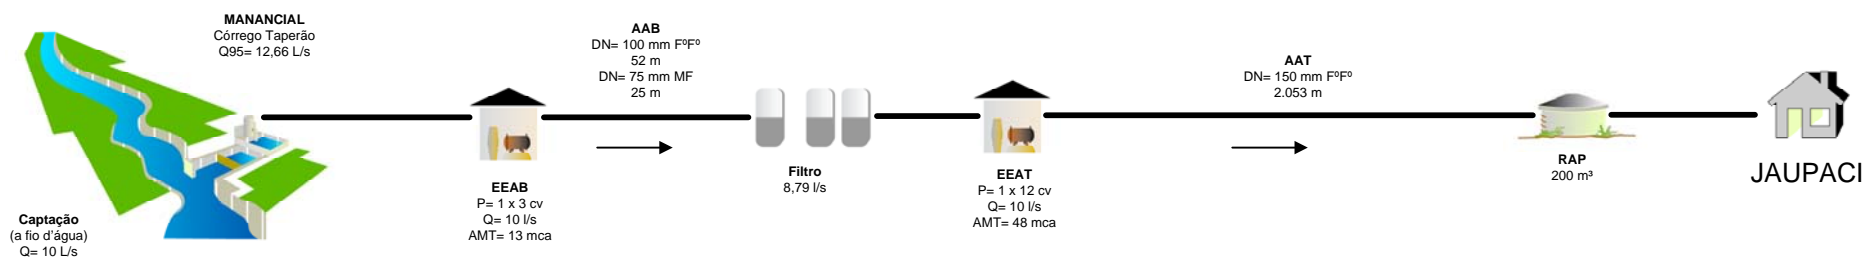 MANANCIAL
Córrego Taperão
Q95= 12,66 L/s
Captação
(a fio d'água)
Q= 10 L/s
EEAB
P= 1 x 3 cv
Q= 10 l/s
AMT= 13 mca
AAB
DN= 100 mm FºFº
52 m
DN= 75 mm MF
25 m
Filtro
8,79 l/s
EEAT
P= 1 x 12 cv
Q= 10 l/s
AMT= 48 mca
AAT
DN= 150 mm FºFº
2.053 m
RAP
200 m³
JAUPACI